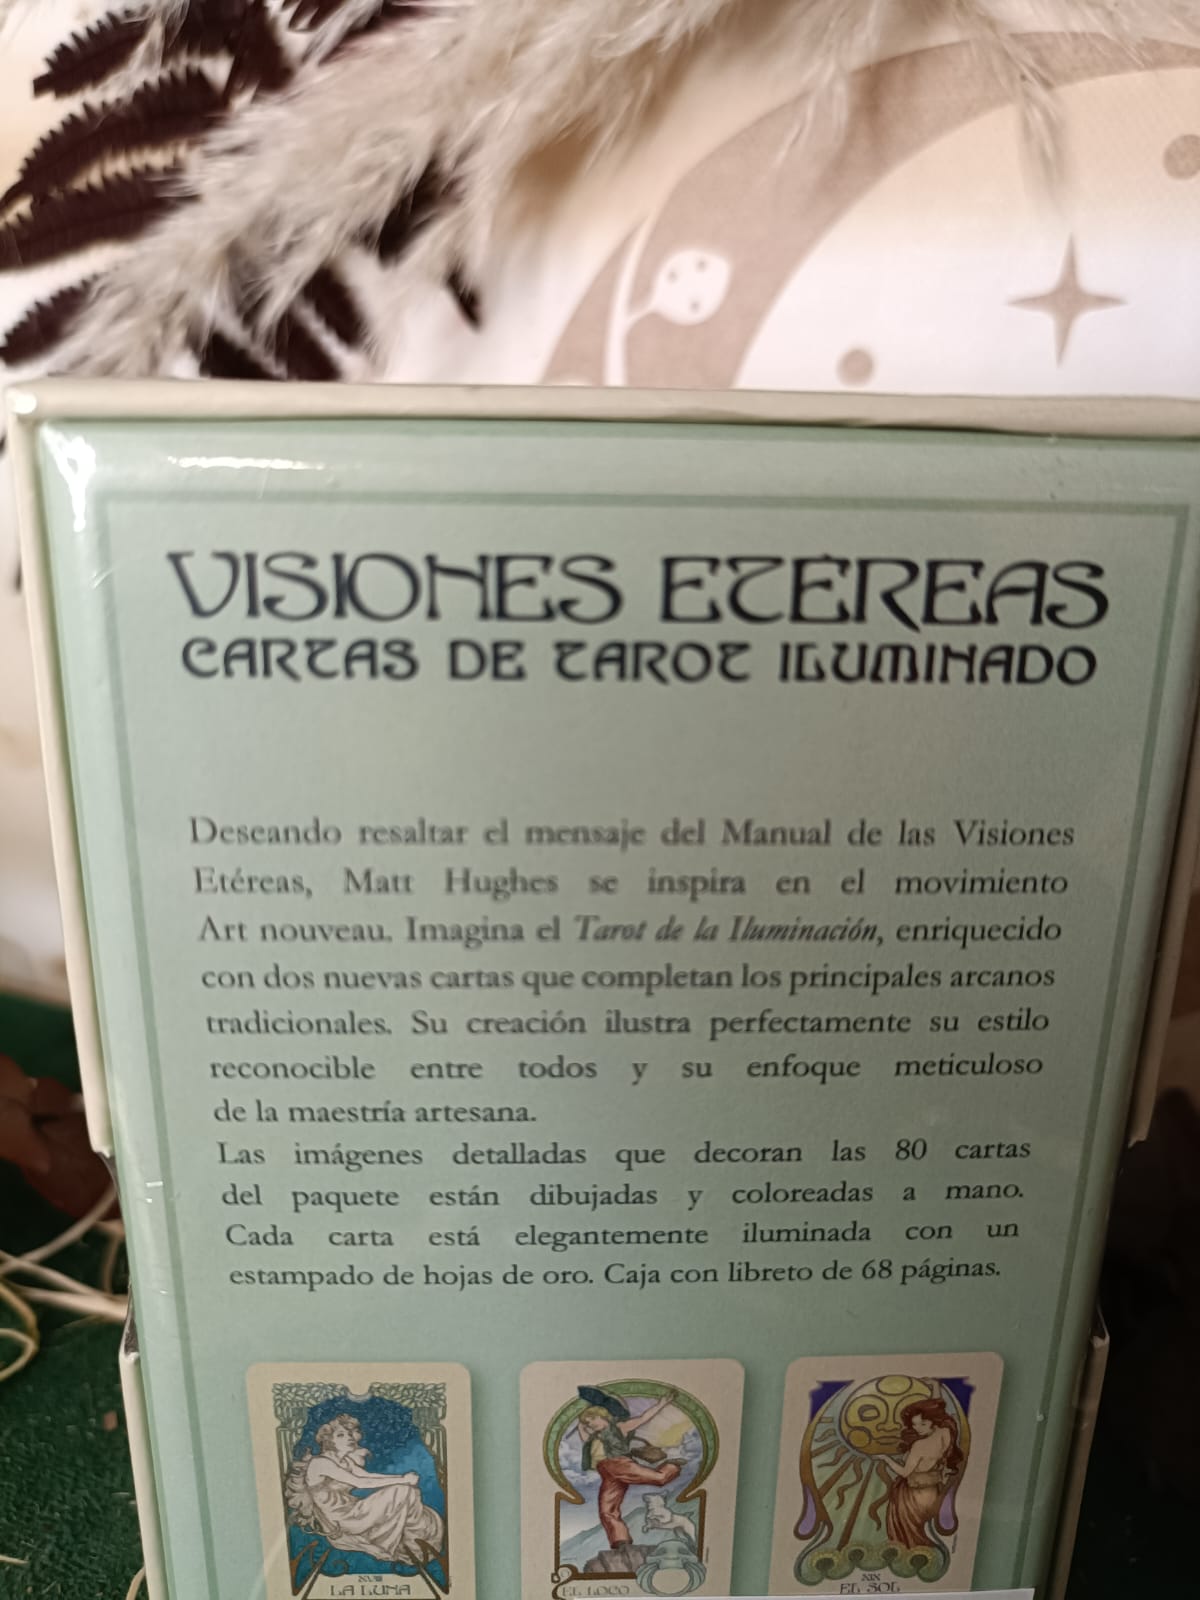 VISIONES ETÉREAS
CARTAS DE TAROT ILUMINADO
Deseando resaltar el mensaje del Manual de las Visiones
Etéreas, Matt Hughes se inspira en el movimiento
Art nouveau. Imagina el Tarot de la Iluminación, enriquecido
con dos nuevas cartas que completan los principales arcanos
tradicionales. Su creación ilustra perfectamente su estilo
reconocible entre todos y su enfoque meticuloso
de la maestría artesana.
Las imágenes detalladas que decoran las 80 cartas
del paquete están dibujadas y coloreadas a mano.
Cada carta está elegantemente iluminada con un
estampado de hojas de oro. Caja con libreto de 68 páginas.
XVIII
LA LUNA
EL LOCO
XIX
EL SOL